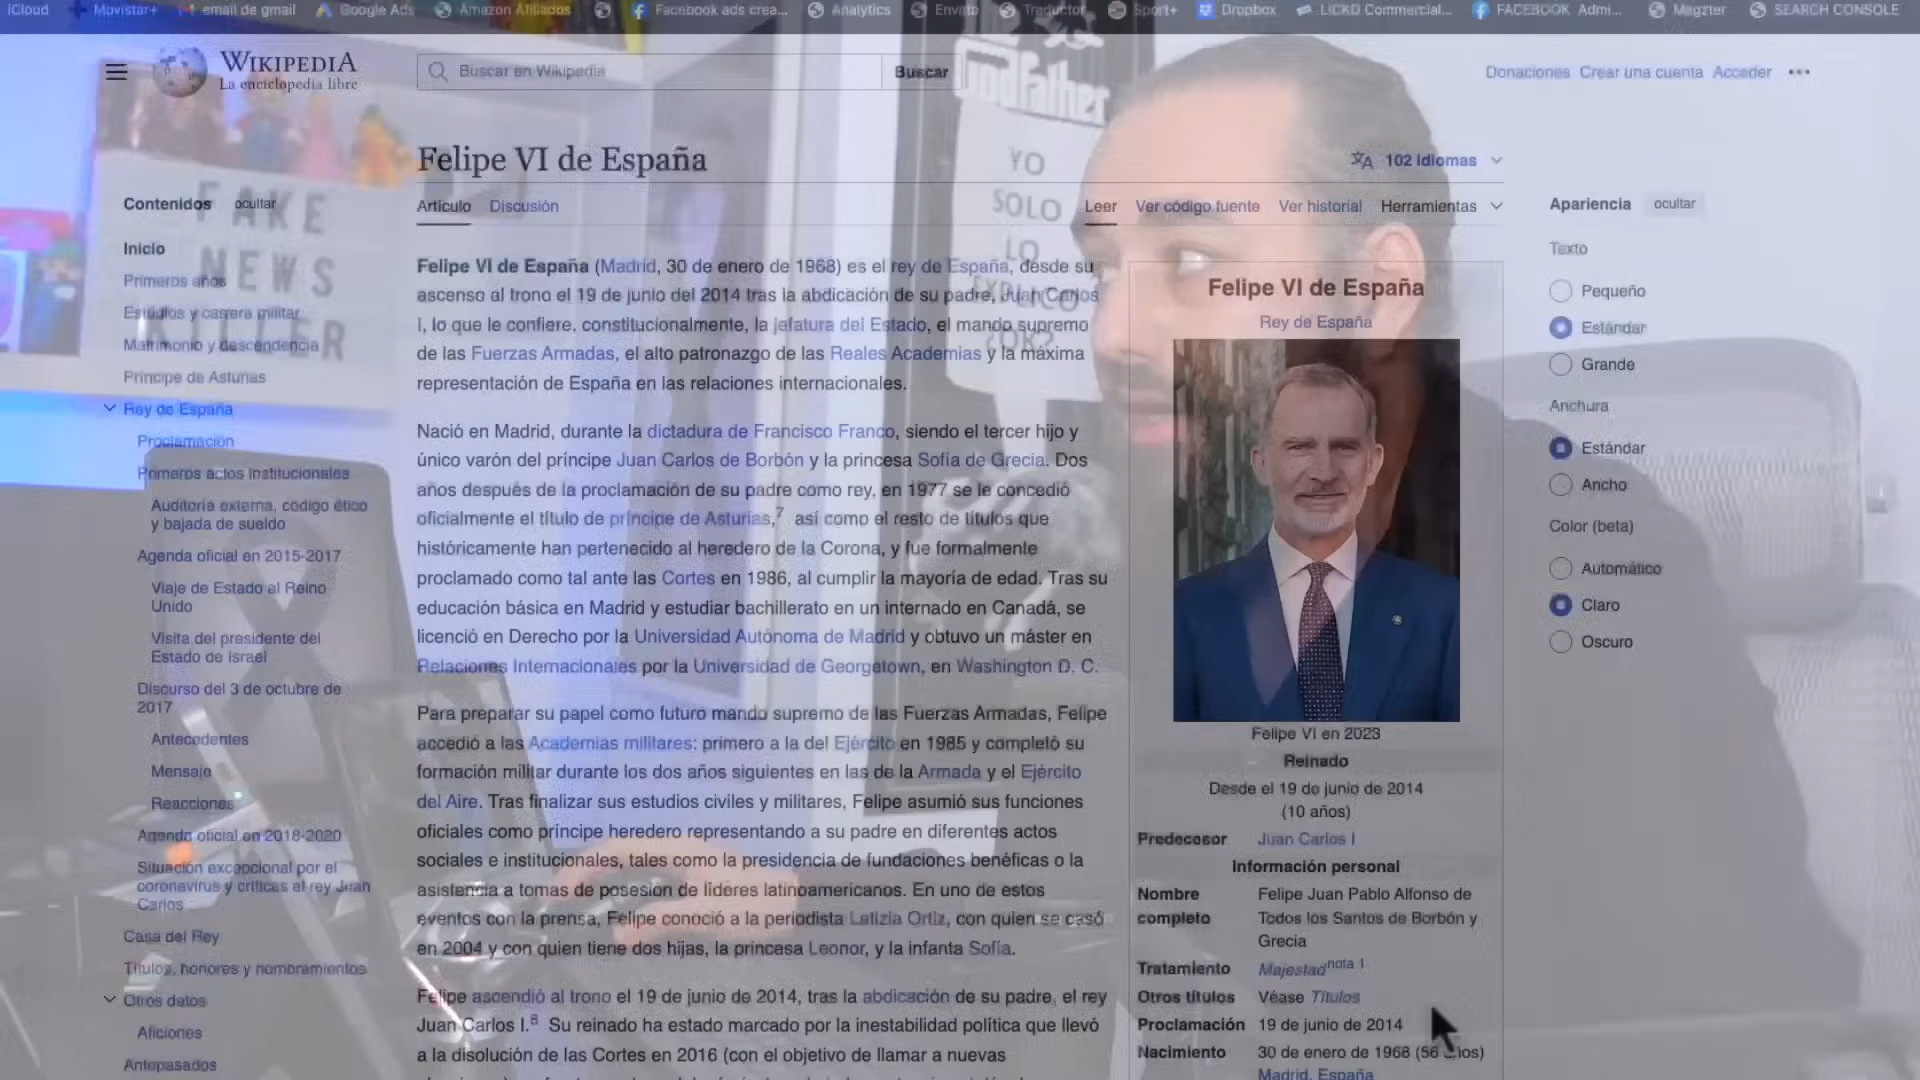 iCloud Movistar+ email de gmail Google Ads Amazon Afiliados Facebook ads crea... Analytics Envato Traductor Sport+ Dropbox LICKD Commercial... FACEBOOK Admi... Magzter SEARCH CONSOLE
WIKIPEDIA
La enciclopedia libre
Buscar en Wikipedia
Buscar
Donaciones Crear una cuenta Acceder
The Godfather
YO
SOLO
LO
EXPLICO
¿OK?
FAKE
NEWS
KILLER
Felipe VI de España
102 idiomas
Artículo Discusión
Leer Ver código fuente Ver historial Herramientas
Contenidos ocultar
Inicio
Primeros años
Estudios y carrera militar
Matrimonio y descendencia
Príncipe de Asturias
Rey de España
Proclamación
Primeros actos institucionales
Auditoría externa, código ético
y bajada de sueldo
Agenda oficial en 2015-2017
Viaje de Estado al Reino
Unido
Visita del presidente del
Estado de Israel
Discurso del 3 de octubre de
2017
Antecedentes
Mensaje
Reacciones
Agenda oficial en 2018-2020
Situación excepcional por el
coronavirus y críticas al rey Juan
Carlos
Casa del Rey
Títulos, honores y nombramientos
Otros datos
Aficiones
Antepasados
Felipe VI de España (Madrid, 30 de enero de 1968) es el rey de España, desde su
ascenso al trono el 19 de junio del 2014 tras la abdicación de su padre, Juan Carlos
I, lo que le confiere, constitucionalmente, la jefatura del Estado, el mando supremo
de las Fuerzas Armadas, el alto patronazgo de las Reales Academias y la máxima
representación de España en las relaciones internacionales.
Nació en Madrid, durante la dictadura de Francisco Franco, siendo el tercer hijo y
único varón del príncipe Juan Carlos de Borbón y la princesa Sofía de Grecia. Dos
años después de la proclamación de su padre como rey, en 1977 se le concedió
oficialmente el título de príncipe de Asturias,7 así como el resto de títulos que
históricamente han pertenecido al heredero de la Corona, y fue formalmente
proclamado como tal ante las Cortes en 1986, al cumplir la mayoría de edad. Tras su
educación básica en Madrid y estudiar bachillerato en un internado en Canadá, se
licenció en Derecho por la Universidad Autónoma de Madrid y obtuvo un máster en
Relaciones Internacionales por la Universidad de Georgetown, en Washington D. C.
Para preparar su papel como futuro mando supremo de las Fuerzas Armadas, Felipe
accedió a las Academias militares: primero a la del Ejército en 1985 y completó su
formación militar durante los dos años siguientes en las de la Armada y el Ejército
del Aire. Tras finalizar sus estudios civiles y militares, Felipe asumió sus funciones
oficiales como príncipe heredero representando a su padre en diferentes actos
sociales e institucionales, tales como la presidencia de fundaciones benéficas o la
asistencia a tomas de posesión de líderes latinoamericanos. En uno de estos
eventos con la prensa, Felipe conoció a la periodista Letizia Ortiz, con quien se casó
en 2004 y con quien tiene dos hijas, la princesa Leonor, y la infanta Sofía.
Felipe ascendió al trono el 19 de junio de 2014, tras la abdicación de su padre, el rey
Juan Carlos I.8 Su reinado ha estado marcado por la inestabilidad política que llevó
a la disolución de las Cortes en 2016 (con el objetivo de llamar a nuevas
Felipe VI de España
Rey de España
Felipe VI en 2023
Reinado
Desde el 19 de junio de 2014
(10 años)
Predecesor Juan Carlos I
Información personal
Nombre completo Felipe Juan Pablo Alfonso de
Todos los Santos de Borbón y
Grecia
Tratamiento Majestad nota 1
Otros títulos Véase Títulos
Proclamación 19 de junio de 2014
Nacimiento 30 de enero de 1968 (56 años)
Madrid, España
Apariencia ocultar
Texto
Pequeño
Estándar
Grande
Anchura
Estándar
Ancho
Color (beta)
Automático
Claro
Oscuro